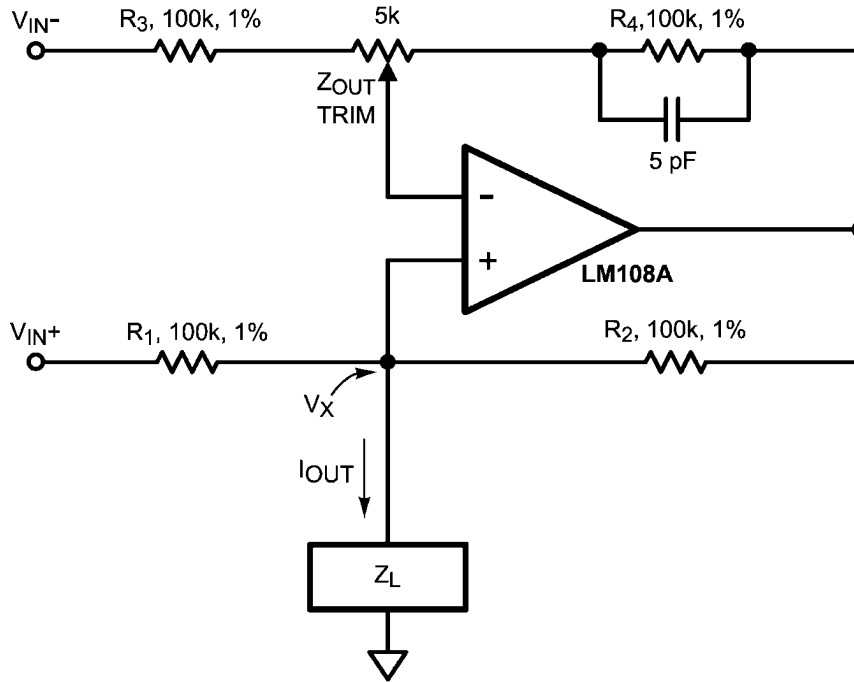 VIN-
R3, 100k, 1%
5k
R4,100k, 1%
ZOUT
TRIM
5 pF
-
+
LM108A
VIN+
R1, 100k, 1%
R2, 100k, 1%
VX
IOUT
ZL